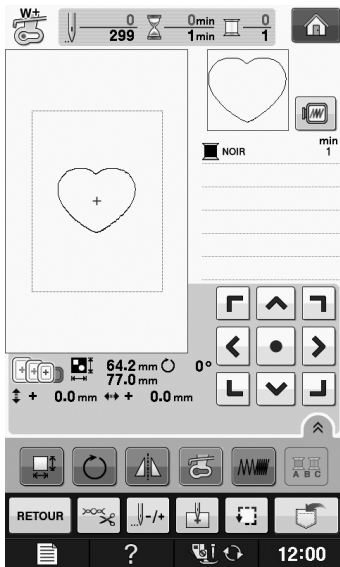 W+
0 0min 0
299 1min 1
min
NOIR 1
64.2 mm 0°
77.0 mm
+ 0.0 mm + 0.0 mm
A B C
RETOUR -/+
? 12:00